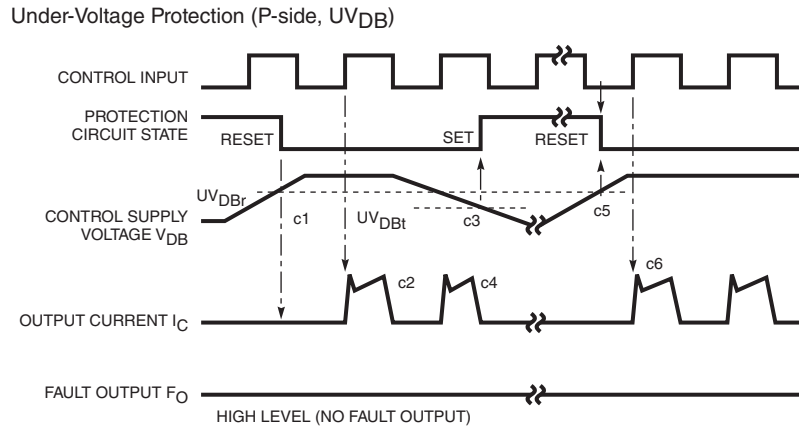 Under-Voltage Protection (P-side, UVDB)
CONTROL INPUT
PROTECTION
CIRCUIT STATE
RESET
SET
RESET
UVDBr
c1
UVDBt
c3
c5
CONTROL SUPPLY
VOLTAGE VDB
c2
c4
c6
OUTPUT CURRENT IC
FAULT OUTPUT FO
HIGH LEVEL (NO FAULT OUTPUT)